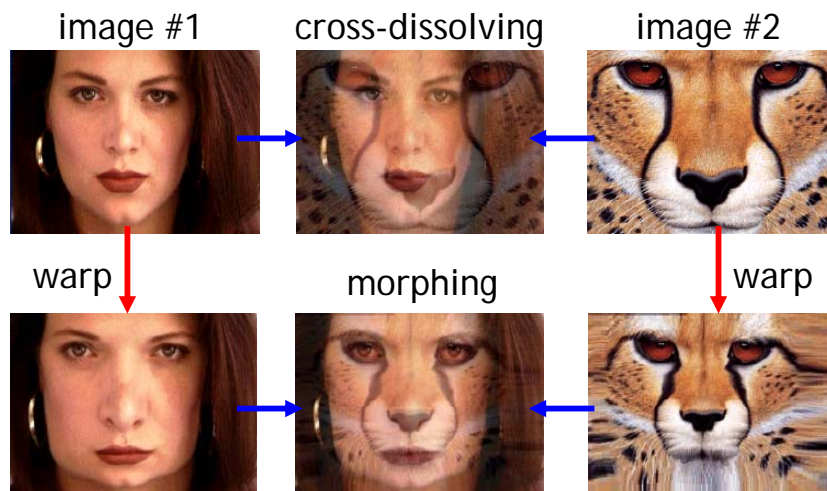 image #1
cross-dissolving
image #2
warp
morphing
warp